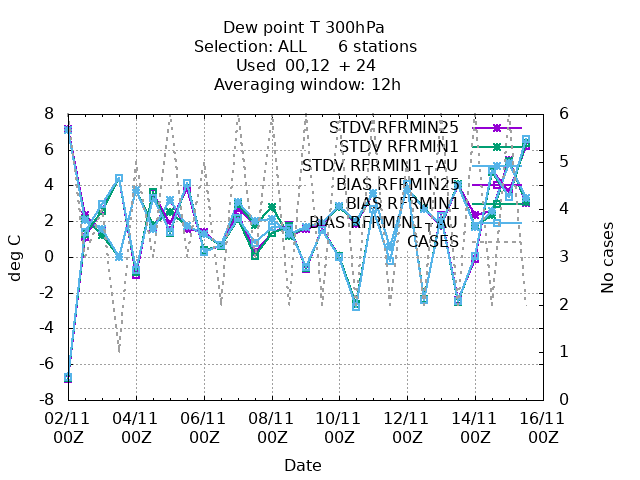 Dew point T 300hPa
Selection: ALL 6 stations
Used 00,12 + 24
Averaging window: 12h
8
6
4
2
0
-2
-4
-6
-8
deg C
6
5
4
3
2
1
0
No cases
STDV RFRMIN25
STDV RFRMIN1
STDV RFRMIN1_AU
BIAS RFRMIN25
BIAS RFRMIN1
BIAS RFRMIN1_AU
CASES
02/11 04/11 06/11 08/11 10/11 12/11 14/11 16/11
00Z 00Z 00Z 00Z 00Z 00Z 00Z 00Z
Date